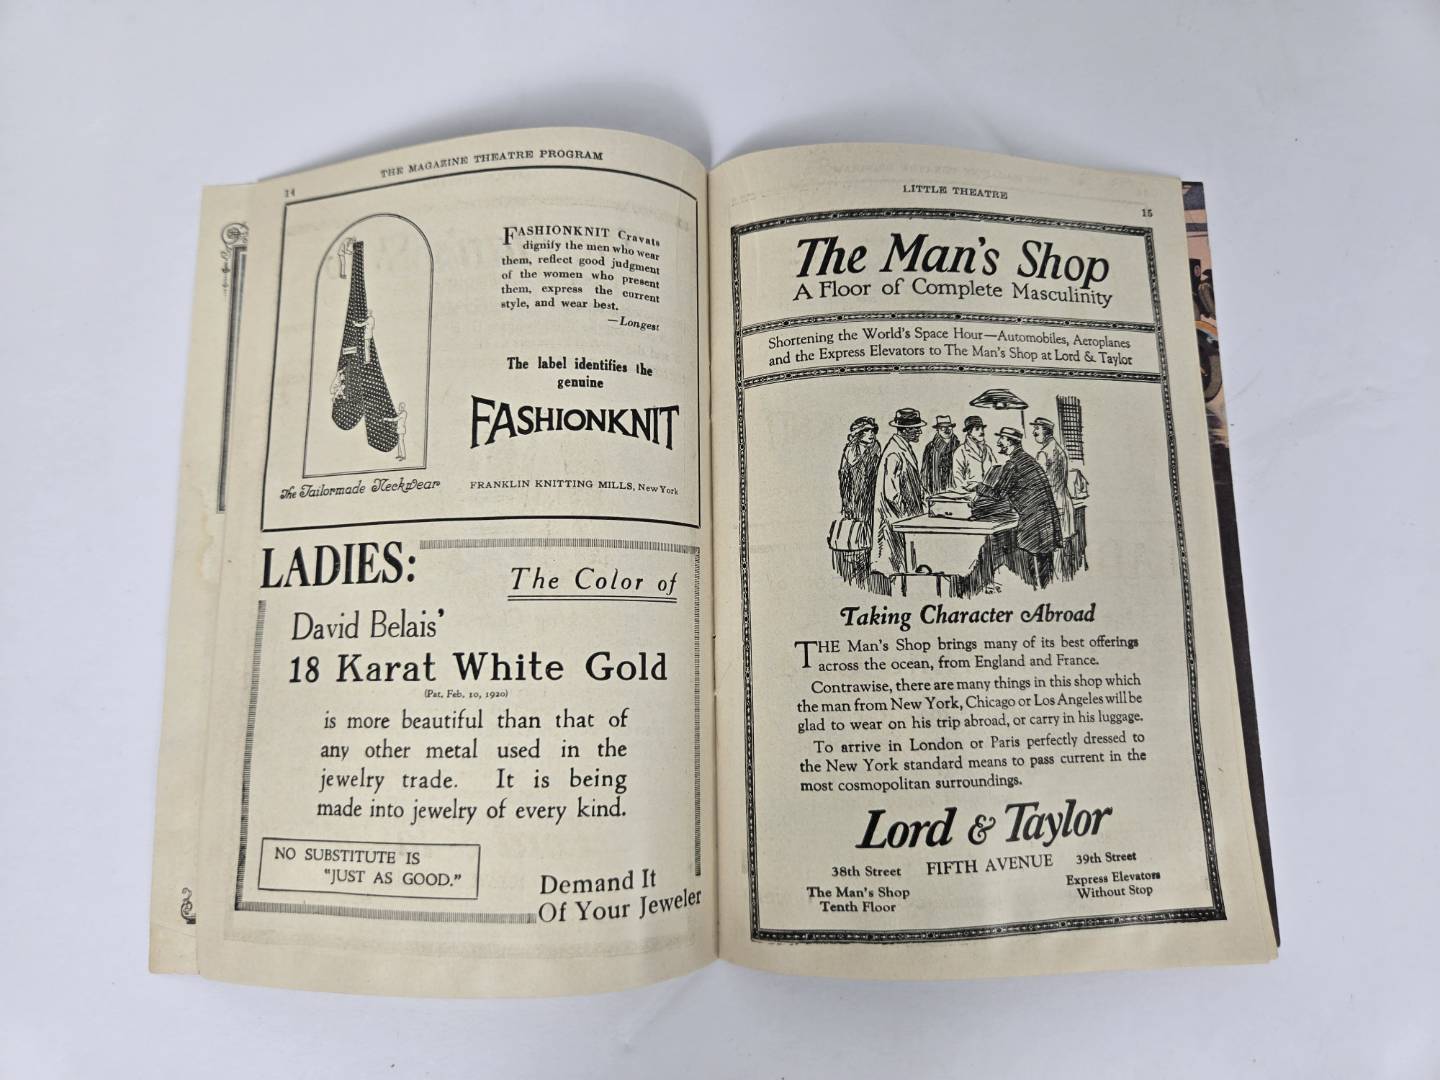 14
THE MAGAZINE THEATRE PROGRAM
FASHIONKNIT Cravats
dignify the men who wear
them, reflect good judgment
of the women who present
them, express the current
style, and wear best.
—Longest
The label identifies the
genuine
FASHIONKNIT
The Tailormade Neckwear
FRANKLIN KNITTING MILLS, New York
LADIES:
The Color of
David Belais'
18 Karat White Gold
(Pat. Feb. 10, 1920)
is more beautiful than that of
any other metal used in the
jewelry trade. It is being
made into jewelry of every kind.
NO SUBSTITUTE IS
"JUST AS GOOD."
Demand It
Of Your Jeweler
LITTLE THEATRE
15
The Man's Shop
A Floor of Complete Masculinity
Shortening the World's Space Hour—Automobiles, Aeroplanes
and the Express Elevators to The Man's Shop at Lord & Taylor
Taking Character Abroad
THE Man's Shop brings many of its best offerings
across the ocean, from England and France.
Contrawise, there are many things in this shop which
the man from New York, Chicago or Los Angeles will be
glad to wear on his trip abroad, or carry in his luggage.
To arrive in London or Paris perfectly dressed to
the New York standard means to pass current in the
most cosmopolitan surroundings.
Lord & Taylor
38th Street FIFTH AVENUE 39th Street
The Man's Shop
Tenth Floor
Express Elevators
Without Stop